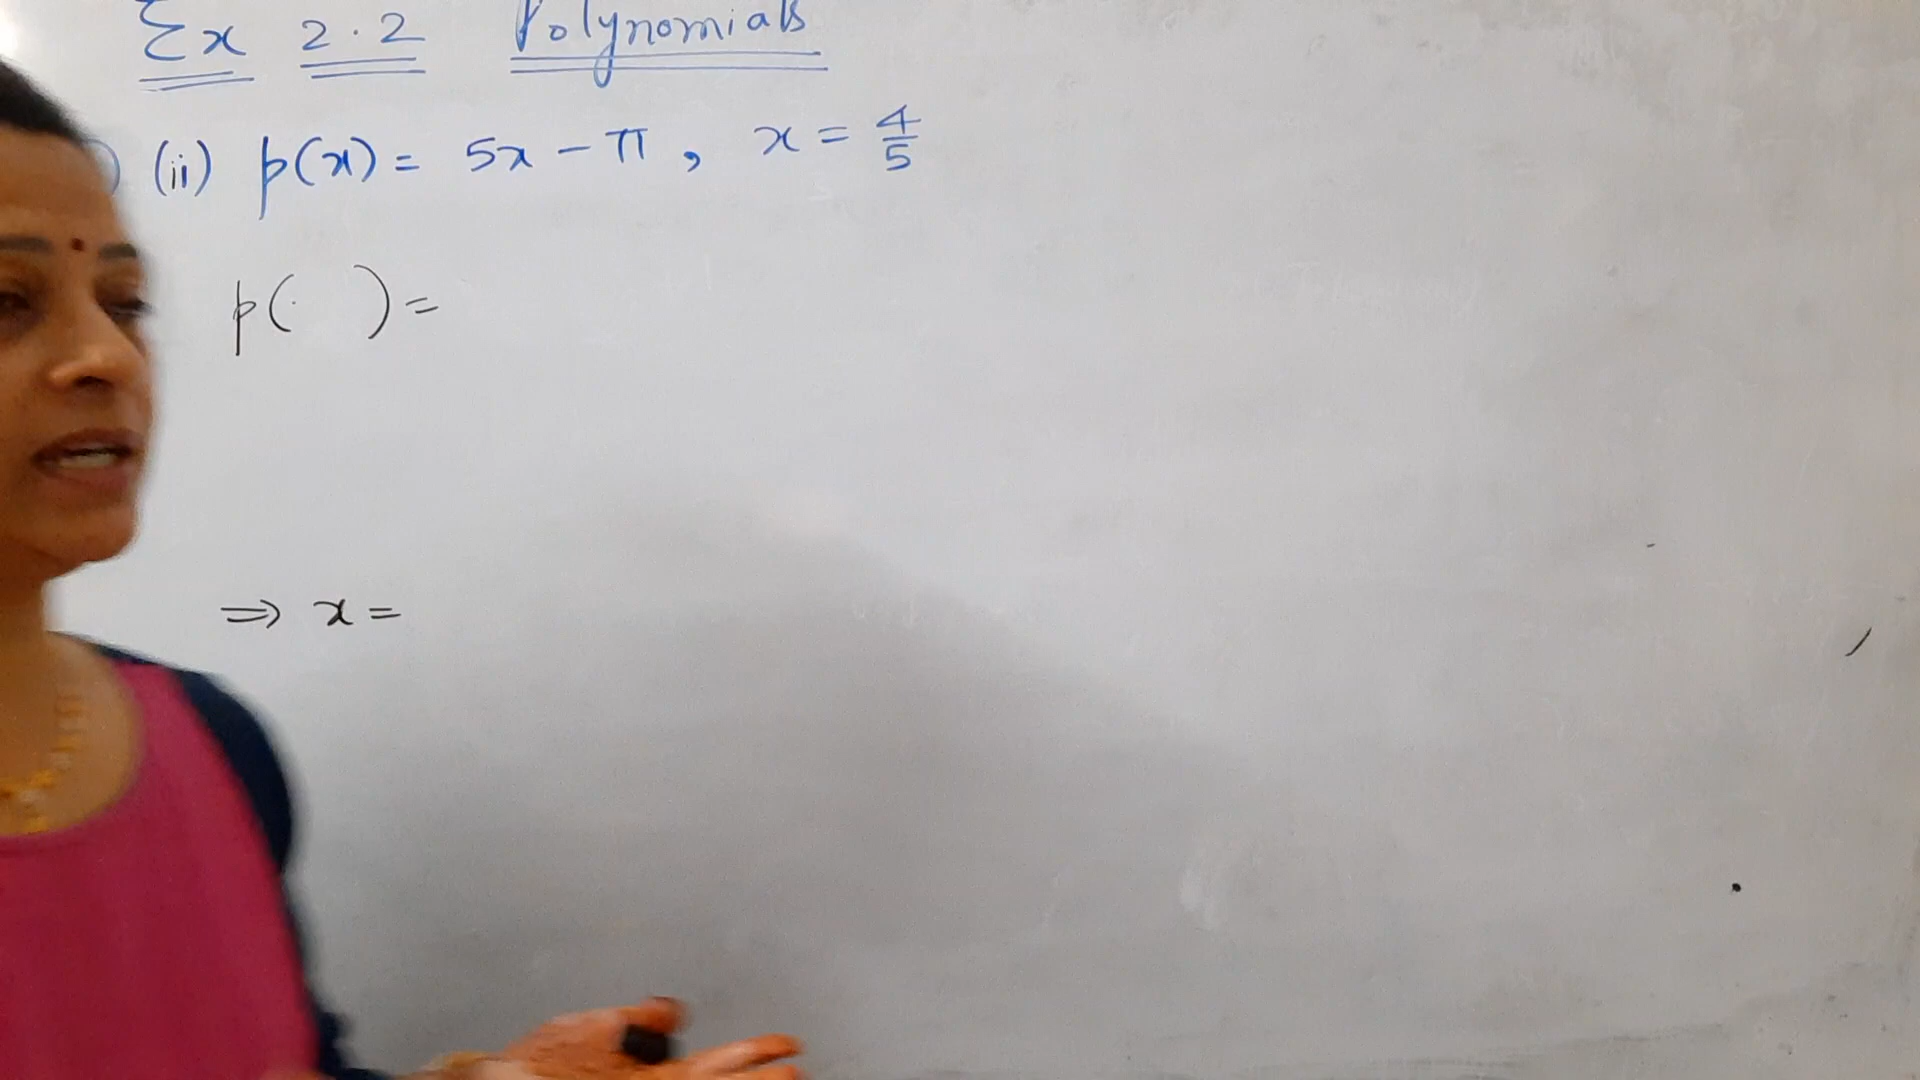 Ex 2.2 Polynomials
) (ii) p(x) = 5x - π, x = 4/5
p( ) =
⇒ x =